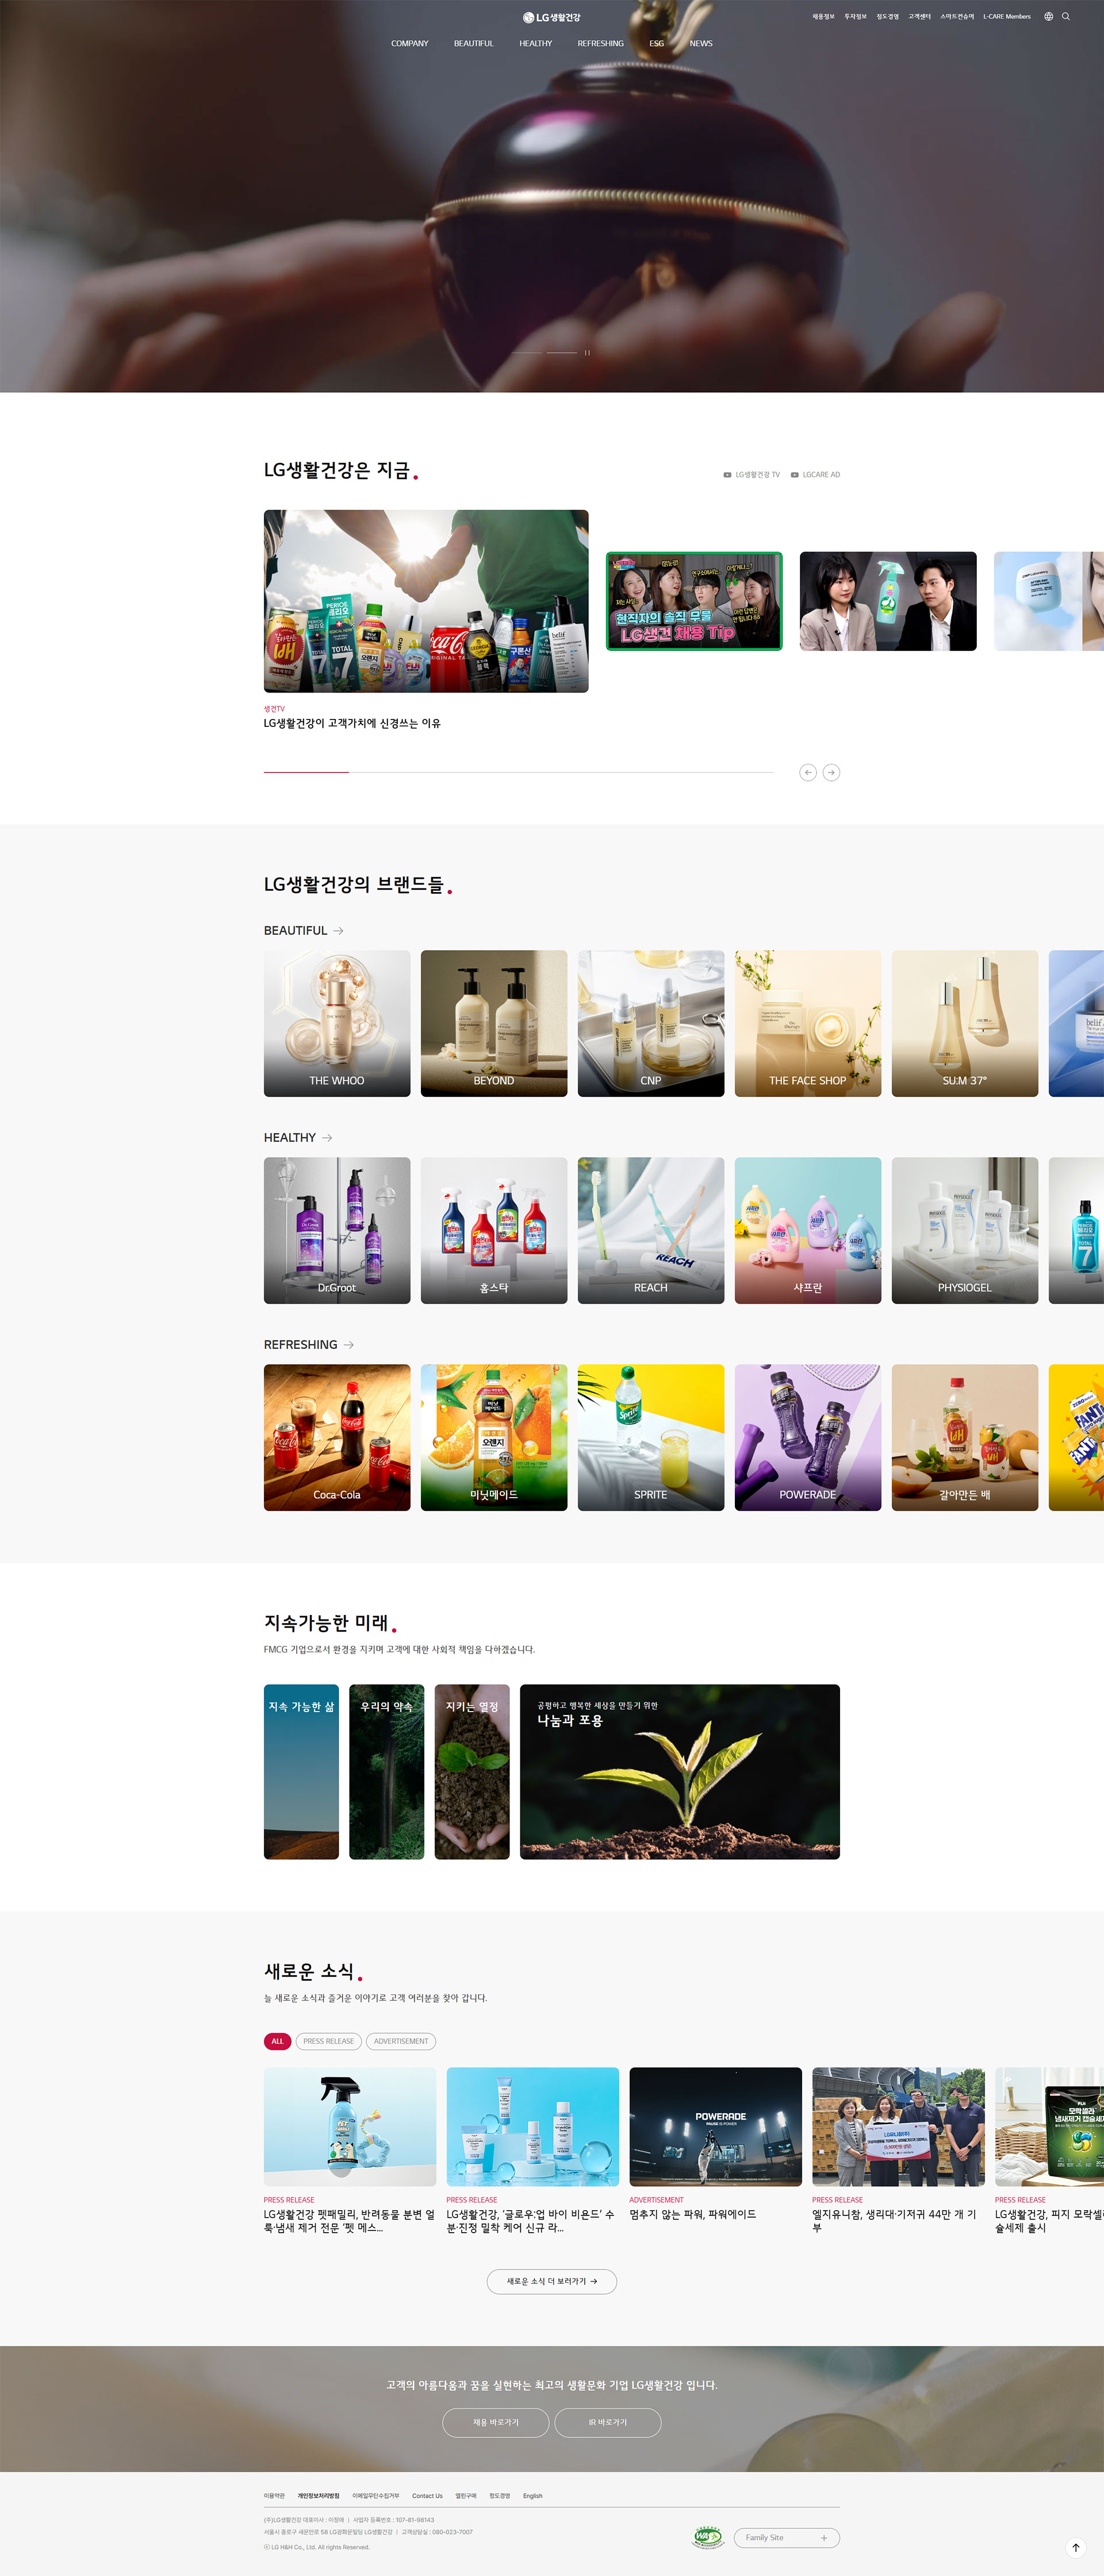 LG생활건강
채용정보 투자정보 정도경영 고객센터 스마트컨슈머 L-CARE Members
COMPANY BEAUTIFUL HEALTHY REFRESHING ESG NEWS
LG생활건강은 지금.
LG생활건강 TV LGCARE AD
현직자의 솔직 무물
LG생건 채용 Tip
생건TV
LG생활건강이 고객가치에 신경쓰는 이유
LG생활건강의 브랜드들.
BEAUTIFUL
THE WHOO
BEYOND
CNP
THE FACE SHOP
SU:M 37°
HEALTHY
Dr.Groot
홈스타
REACH
샤프란
PHYSIOGEL
REFRESHING
Coca-Cola
미닛메이드
SPRITE
POWERADE
갈아만든 배
지속가능한 미래.
FMCG 기업으로서 환경을 지키며 고객에 대한 사회적 책임을 다하겠습니다.
지속 가능한 삶
우리의 약속
지키는 열정
공평하고 행복한 세상을 만들기 위한
나눔과 포용
새로운 소식.
늘 새로운 소식과 즐거운 이야기로 고객 여러분을 찾아 갑니다.
ALL PRESS RELEASE ADVERTISEMENT
POWERADE
PAUSE IS POWER
PRESS RELEASE
LG생활건강 펫패밀리, 반려동물 분변 얼
룩·냄새 제거 전문 ‘펫 메스...
PRESS RELEASE
LG생활건강, ‘글로우:업 바이 비욘드’ 수
분·진정 밀착 케어 신규 라...
ADVERTISEMENT
멈추지 않는 파워, 파워에이드
PRESS RELEASE
엘지유니참, 생리대·기저귀 44만 개 기
부
PRESS RELEASE
LG생활건강, 피지 모락셀
슐세제 출시
새로운 소식 더 보러가기
고객의 아름다움과 꿈을 실현하는 최고의 생활문화 기업 LG생활건강 입니다.
채용 바로가기 IR 바로가기
이용약관 개인정보처리방침 이메일무단수집거부 Contact Us 열린구매 정도경영 English
(주)LG생활건강 대표이사 : 이정애 | 사업자 등록번호 : 107-81-98143
서울시 종로구 새문안로 58 LG광화문빌딩 LG생활건강 | 고객상담실 : 080-023-7007
ⓒ LG H&H Co., Ltd. All rights Reserved.
Family Site